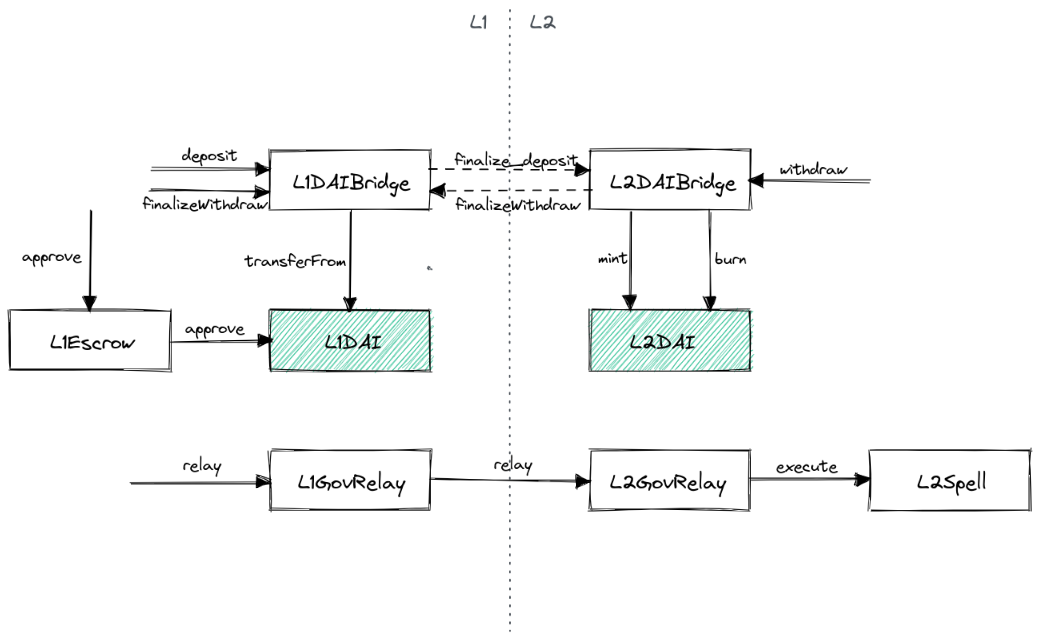 L1
L2
deposit
finalize_deposit
withdraw
L1DAIBridge
L2DAIBridge
finalizeWithdraw
finalizeWithdraw
approve
transferFrom
mint
burn
L1Escrow
approve
L1DAI
L2DAI
relay
relay
execute
L1GovRelay
L2GovRelay
L2Spell